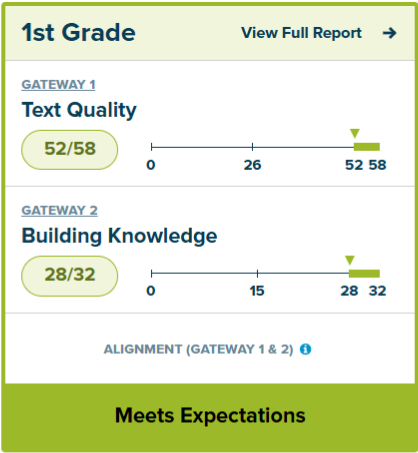 1st Grade View Full Report →
GATEWAY 1
Text Quality
52/58
0 26 52 58
GATEWAY 2
Building Knowledge
28/32
0 15 28 32
ALIGNMENT (GATEWAY 1 & 2) i
Meets Expectations